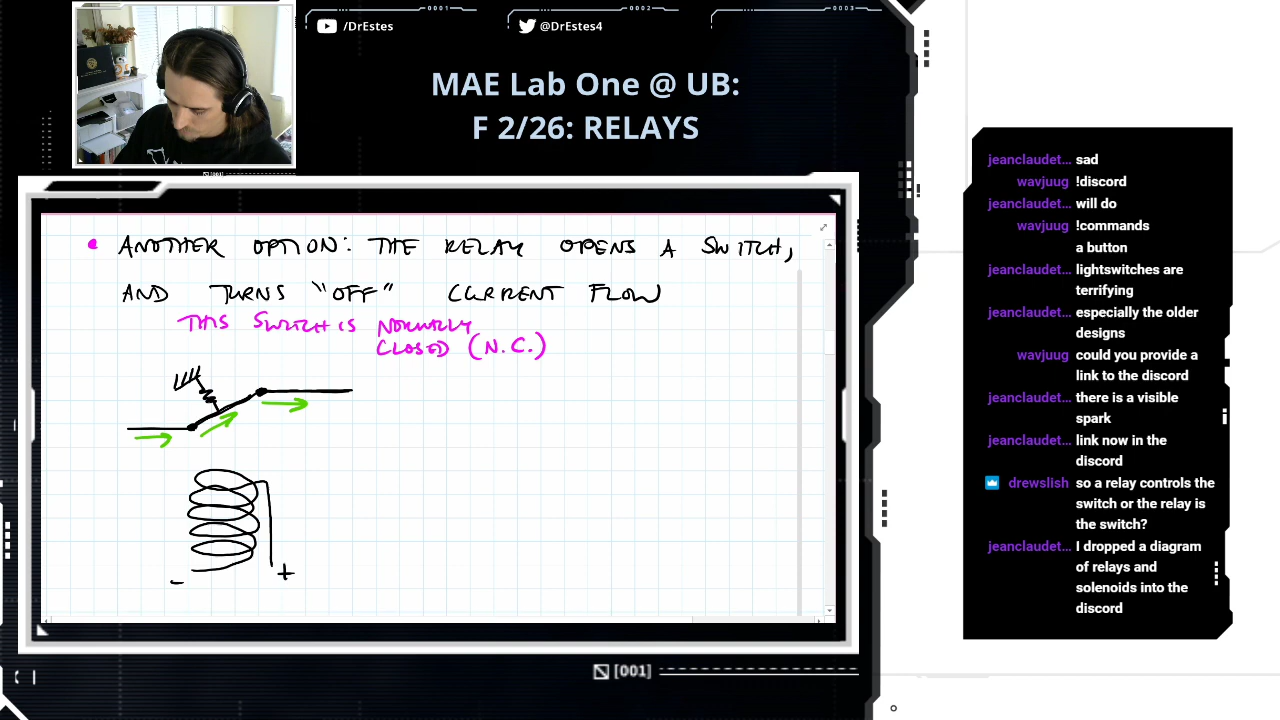 0001
0002
0003
/DrEstes
@DrEstes4
MAE Lab One @ UB:
F 2/26: RELAYS
[001]
• ANOTHER OPTION: THE RELAY OPENS A SWITCH,
AND TURNS "OFF" CURRENT FLOW
THIS SWITCH IS NORMALLY
CLOSED (N.C.)
- +
[001]
jeanclaudet... sad
wavjuug !discord
jeanclaudet... will do
wavjuug !commands
a button
jeanclaudet... lightswitches are
terrifying
jeanclaudet... especially the older
designs
wavjuug could you provide a
link to the discord
jeanclaudet... there is a visible
spark
jeanclaudet... link now in the
discord
drewslish so a relay controls the
switch or the relay is
the switch?
jeanclaudet... I dropped a diagram
of relays and
solenoids into the
discord